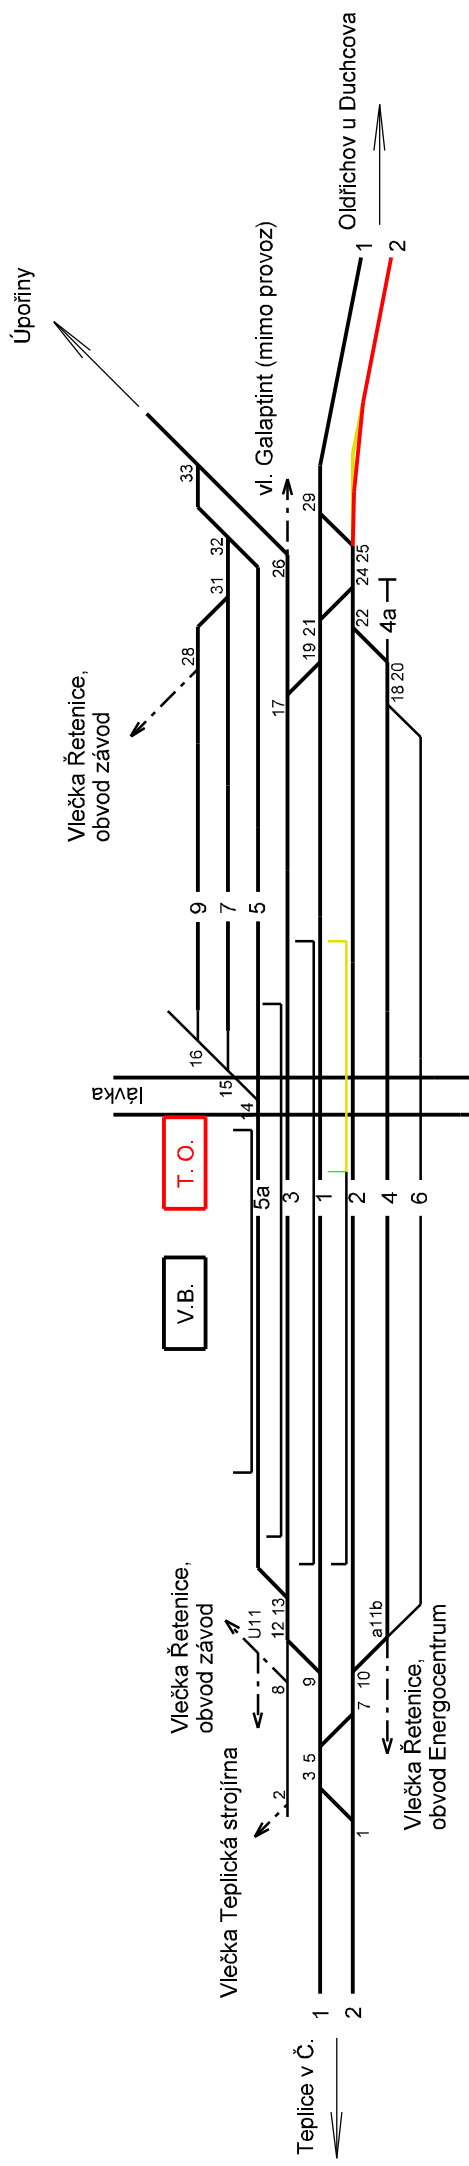 Úpořiny
Vlečka Řetenice,
obvod závod
lávka
V.B.
T. O.
33
28
16
9
31
32
15
7
14
Vlečka Řetenice,
obvod závod
U11
5a
5
vl. Galaptint (mimo provoz)
Vlečka Teplická strojírna
2
8
12 13
3
17
26
Teplice v Č.
1
3 5
9
1
19 21
29
1
Oldřichov u Duchcova
2
1
7
10
a11b
2
22
24 25
2
4
18 20
4a
6
Vlečka Řetenice,
obvod Energocentrum